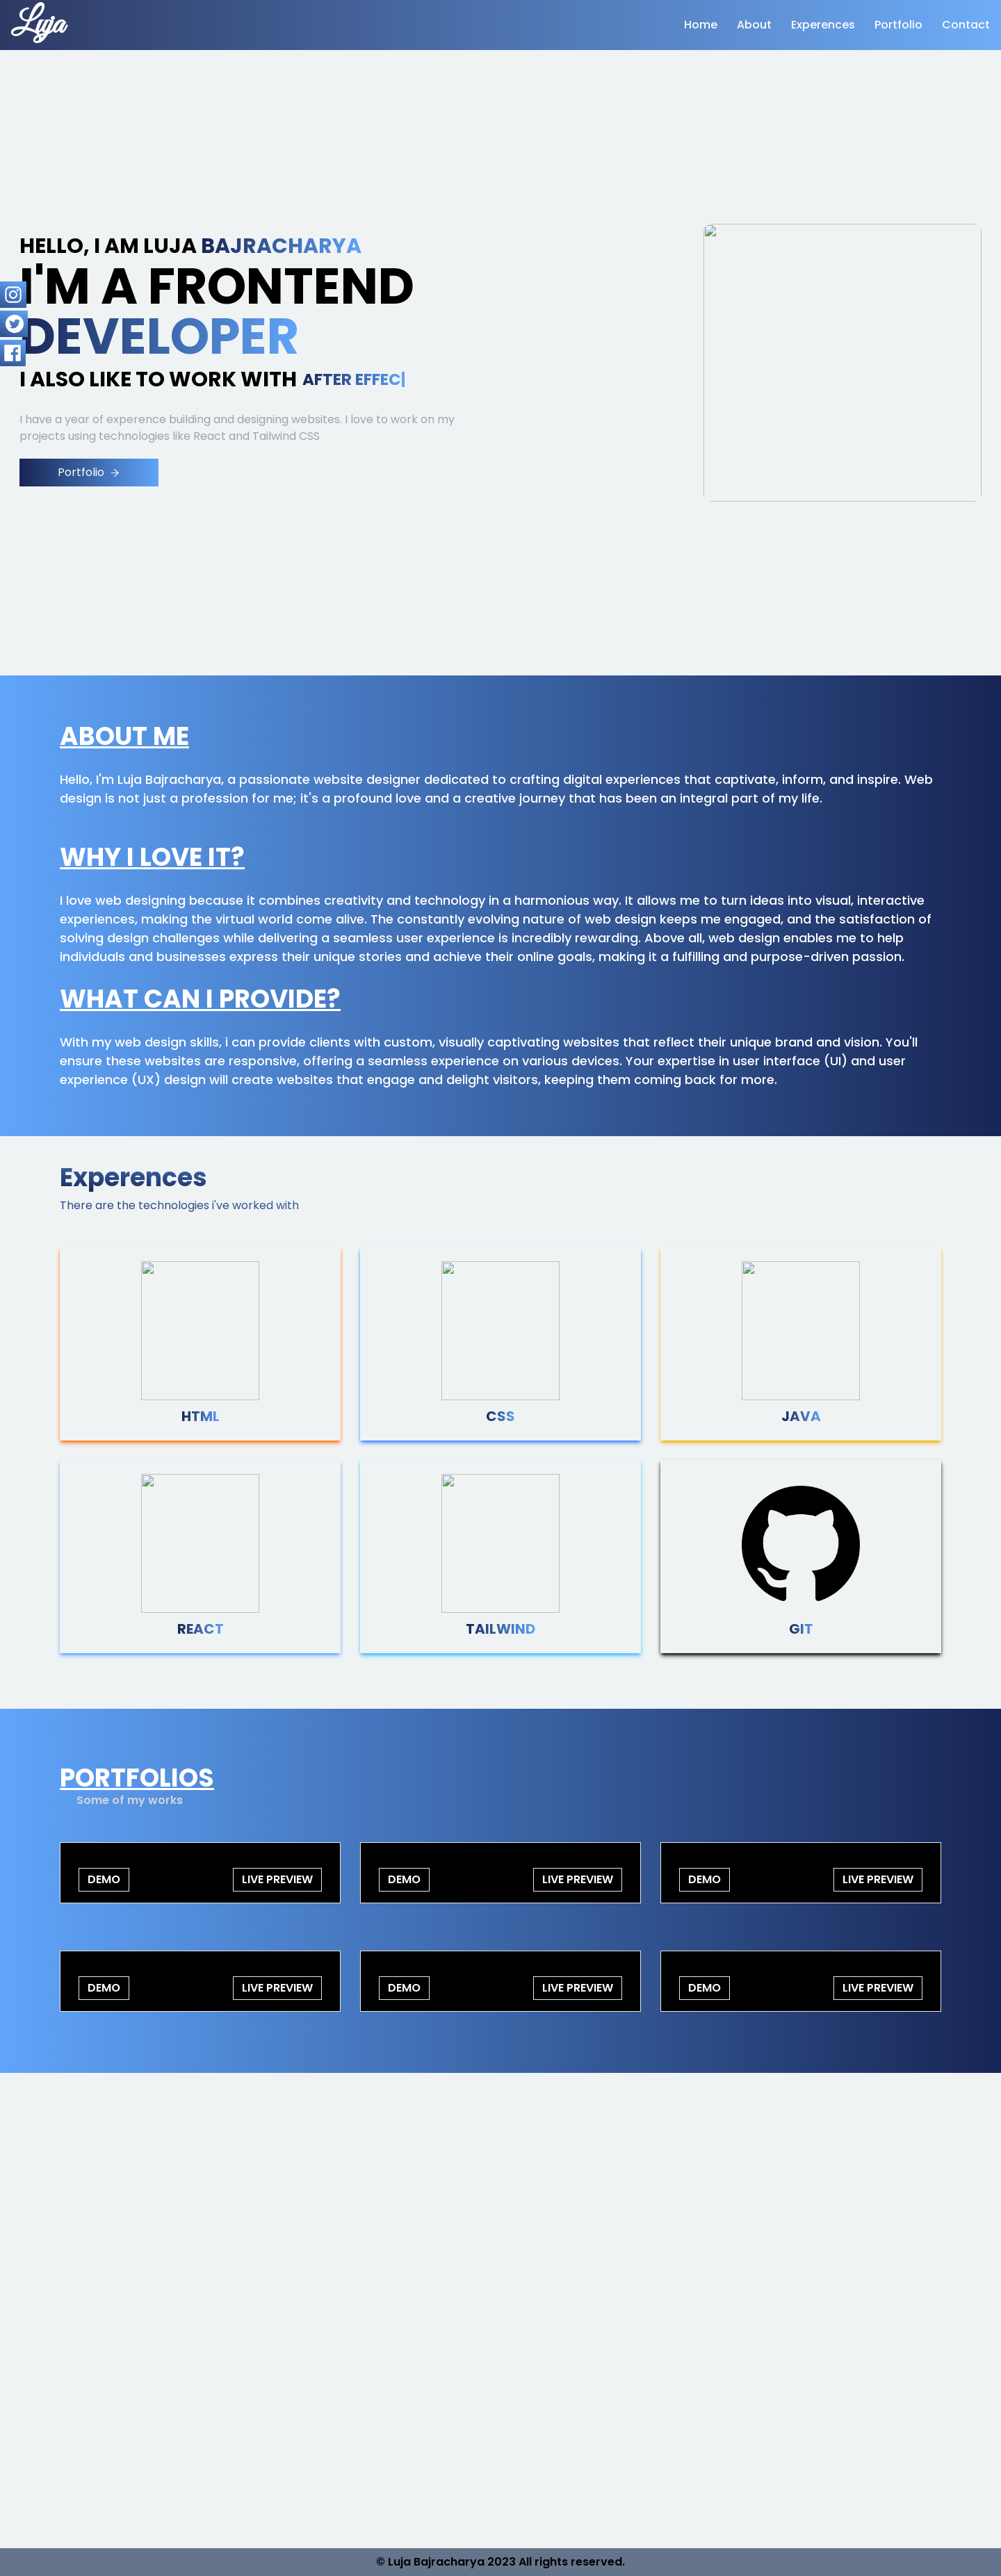 Luja
Home About Experences Portfolio Contact
HELLO, I AM LUJA BAJRACHARYA
I'M A FRONTEND
DEVELOPER
I ALSO LIKE TO WORK WITH AFTER EFFEC|
I have a year of experence building and designing websites. I love to work on my
projects using technologies like React and Tailwind CSS
Portfolio →
ABOUT ME
Hello, I'm Luja Bajracharya, a passionate website designer dedicated to crafting digital experiences that captivate, inform, and inspire. Web
design is not just a profession for me; it's a profound love and a creative journey that has been an integral part of my life.
WHY I LOVE IT?
I love web designing because it combines creativity and technology in a harmonious way. It allows me to turn ideas into visual, interactive
experiences, making the virtual world come alive. The constantly evolving nature of web design keeps me engaged, and the satisfaction of
solving design challenges while delivering a seamless user experience is incredibly rewarding. Above all, web design enables me to help
individuals and businesses express their unique stories and achieve their online goals, making it a fulfilling and purpose-driven passion.
WHAT CAN I PROVIDE?
With my web design skills, i can provide clients with custom, visually captivating websites that reflect their unique brand and vision. You'll
ensure these websites are responsive, offering a seamless experience on various devices. Your expertise in user interface (UI) and user
experience (UX) design will create websites that engage and delight visitors, keeping them coming back for more.
Experences
There are the technologies i've worked with
HTML CSS JAVA
REACT TAILWIND GIT
PORTFOLIOS
Some of my works
DEMO LIVE PREVIEW DEMO LIVE PREVIEW DEMO LIVE PREVIEW
DEMO LIVE PREVIEW DEMO LIVE PREVIEW DEMO LIVE PREVIEW
© Luja Bajracharya 2023 All rights reserved.